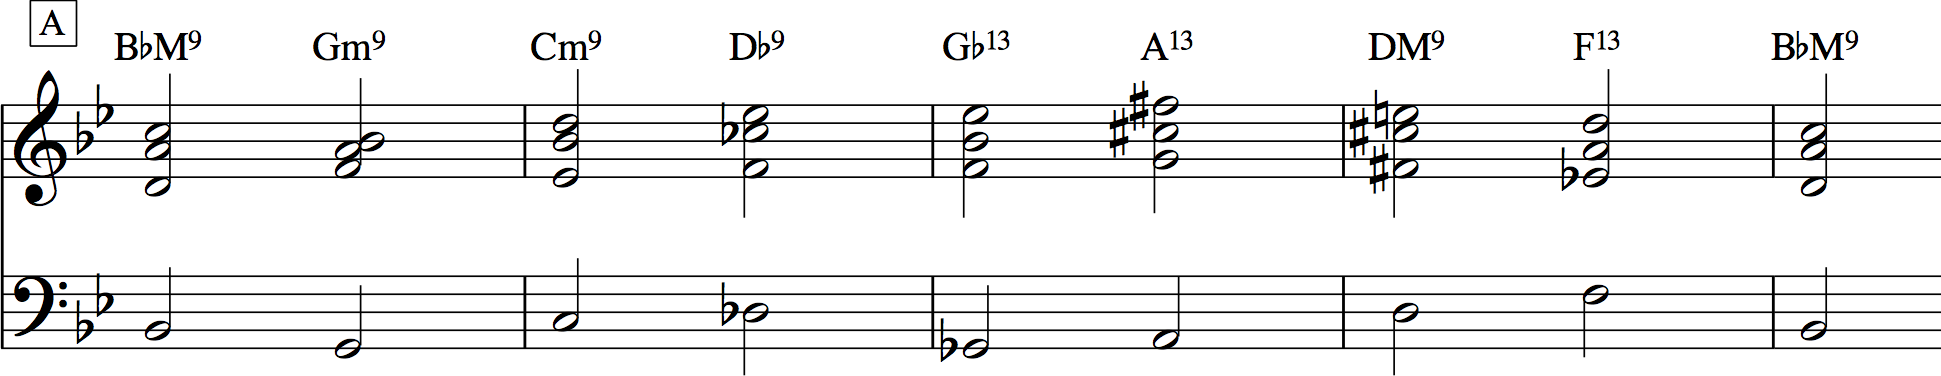 A
B♭M⁹ Gm⁹ Cm⁹ D♭⁹ G♭¹³ A¹³ DM⁹ F¹³ B♭M⁹